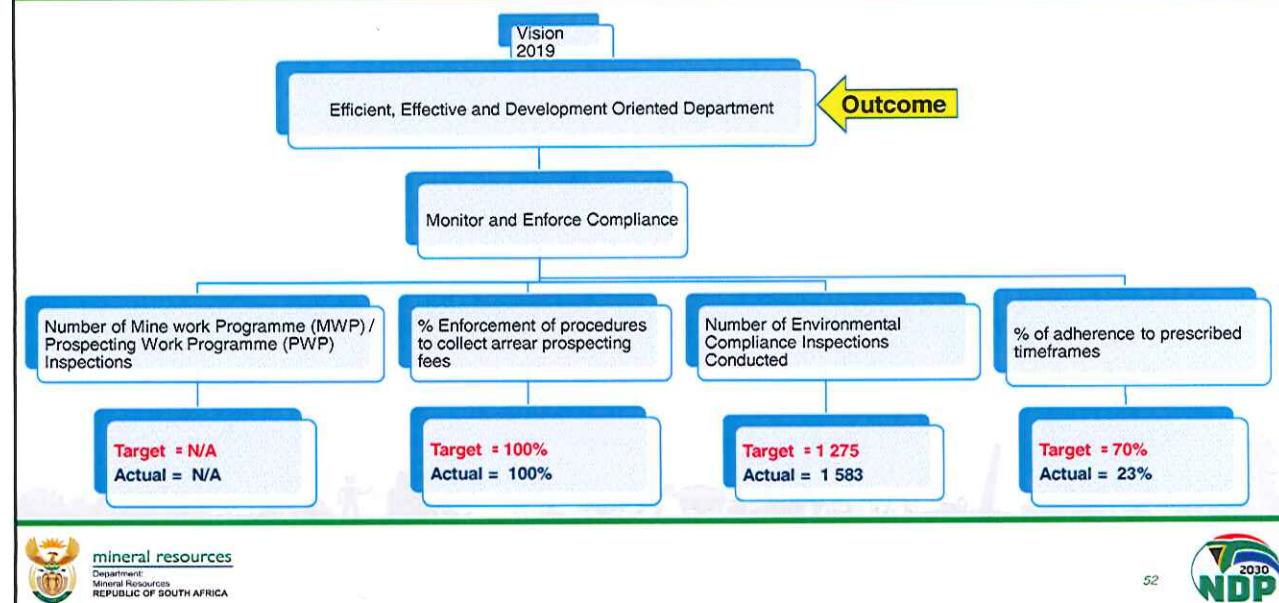 Vision
2019
Efficient, Effective and Development Oriented Department
Outcome
Monitor and Enforce Compliance
Number of Mine work Programme (MWP) /
Prospecting Work Programme (PWP)
Inspections
% Enforcement of procedures
to collect arrear prospecting
fees
Number of Environmental
Compliance Inspections
Conducted
% of adherence to prescribed
timeframes
Target = N/A
Actual = N/A
Target = 100%
Actual = 100%
Target = 1 275
Actual = 1 583
Target = 70%
Actual = 23%
mineral resources
Department:
Mineral Resources
REPUBLIC OF SOUTH AFRICA
52
2030
NDP